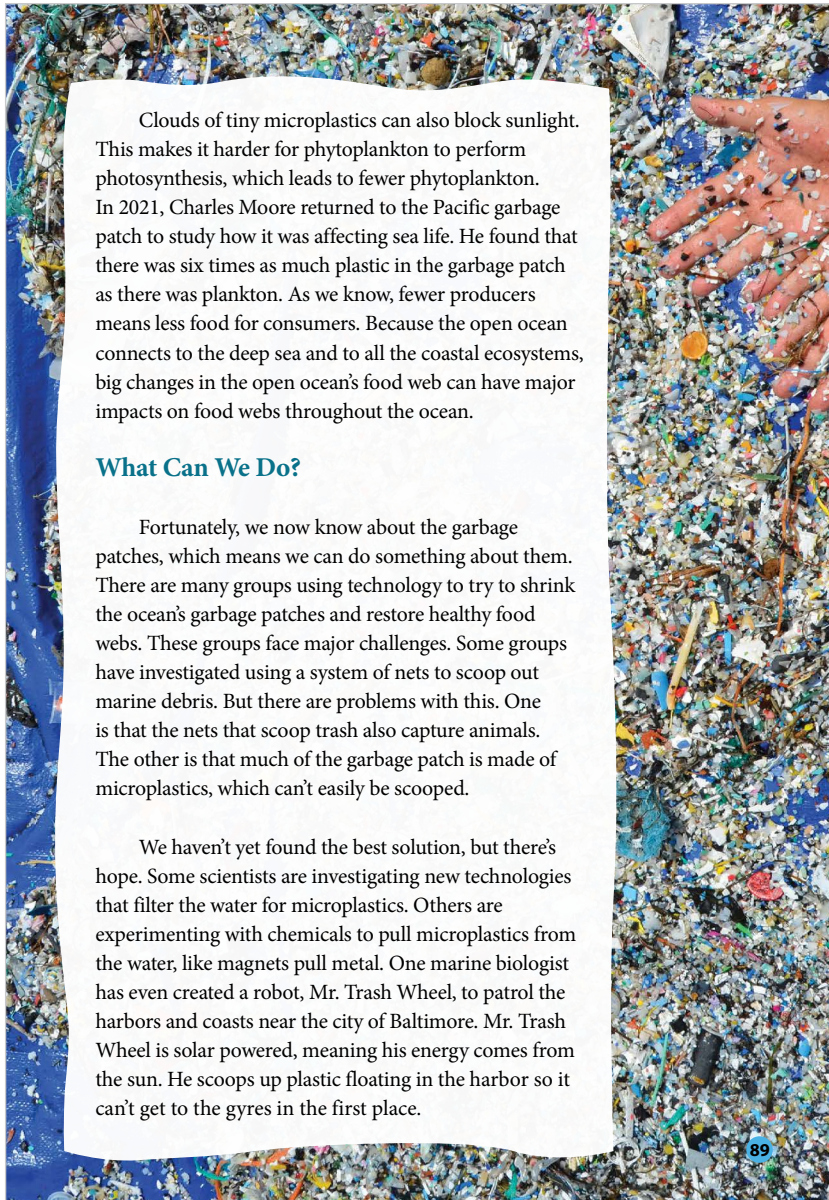 Clouds of tiny microplastics can also block sunlight.
This makes it harder for phytoplankton to perform
photosynthesis, which leads to fewer phytoplankton.
In 2021, Charles Moore returned to the Pacific garbage
patch to study how it was affecting sea life. He found that
there was six times as much plastic in the garbage patch
as there was plankton. As we know, fewer producers
means less food for consumers. Because the open ocean
connects to the deep sea and to all the coastal ecosystems,
big changes in the open ocean’s food web can have major
impacts on food webs throughout the ocean.
What Can We Do?
Fortunately, we now know about the garbage
patches, which means we can do something about them.
There are many groups using technology to try to shrink
the ocean’s garbage patches and restore healthy food
webs. These groups face major challenges. Some groups
have investigated using a system of nets to scoop out
marine debris. But there are problems with this. One
is that the nets that scoop trash also capture animals.
The other is that much of the garbage patch is made of
microplastics, which can’t easily be scooped.
We haven’t yet found the best solution, but there’s
hope. Some scientists are investigating new technologies
that filter the water for microplastics. Others are
experimenting with chemicals to pull microplastics from
the water, like magnets pull metal. One marine biologist
has even created a robot, Mr. Trash Wheel, to patrol the
harbors and coasts near the city of Baltimore. Mr. Trash
Wheel is solar powered, meaning his energy comes from
the sun. He scoops up plastic floating in the harbor so it
can’t get to the gyres in the first place.
89